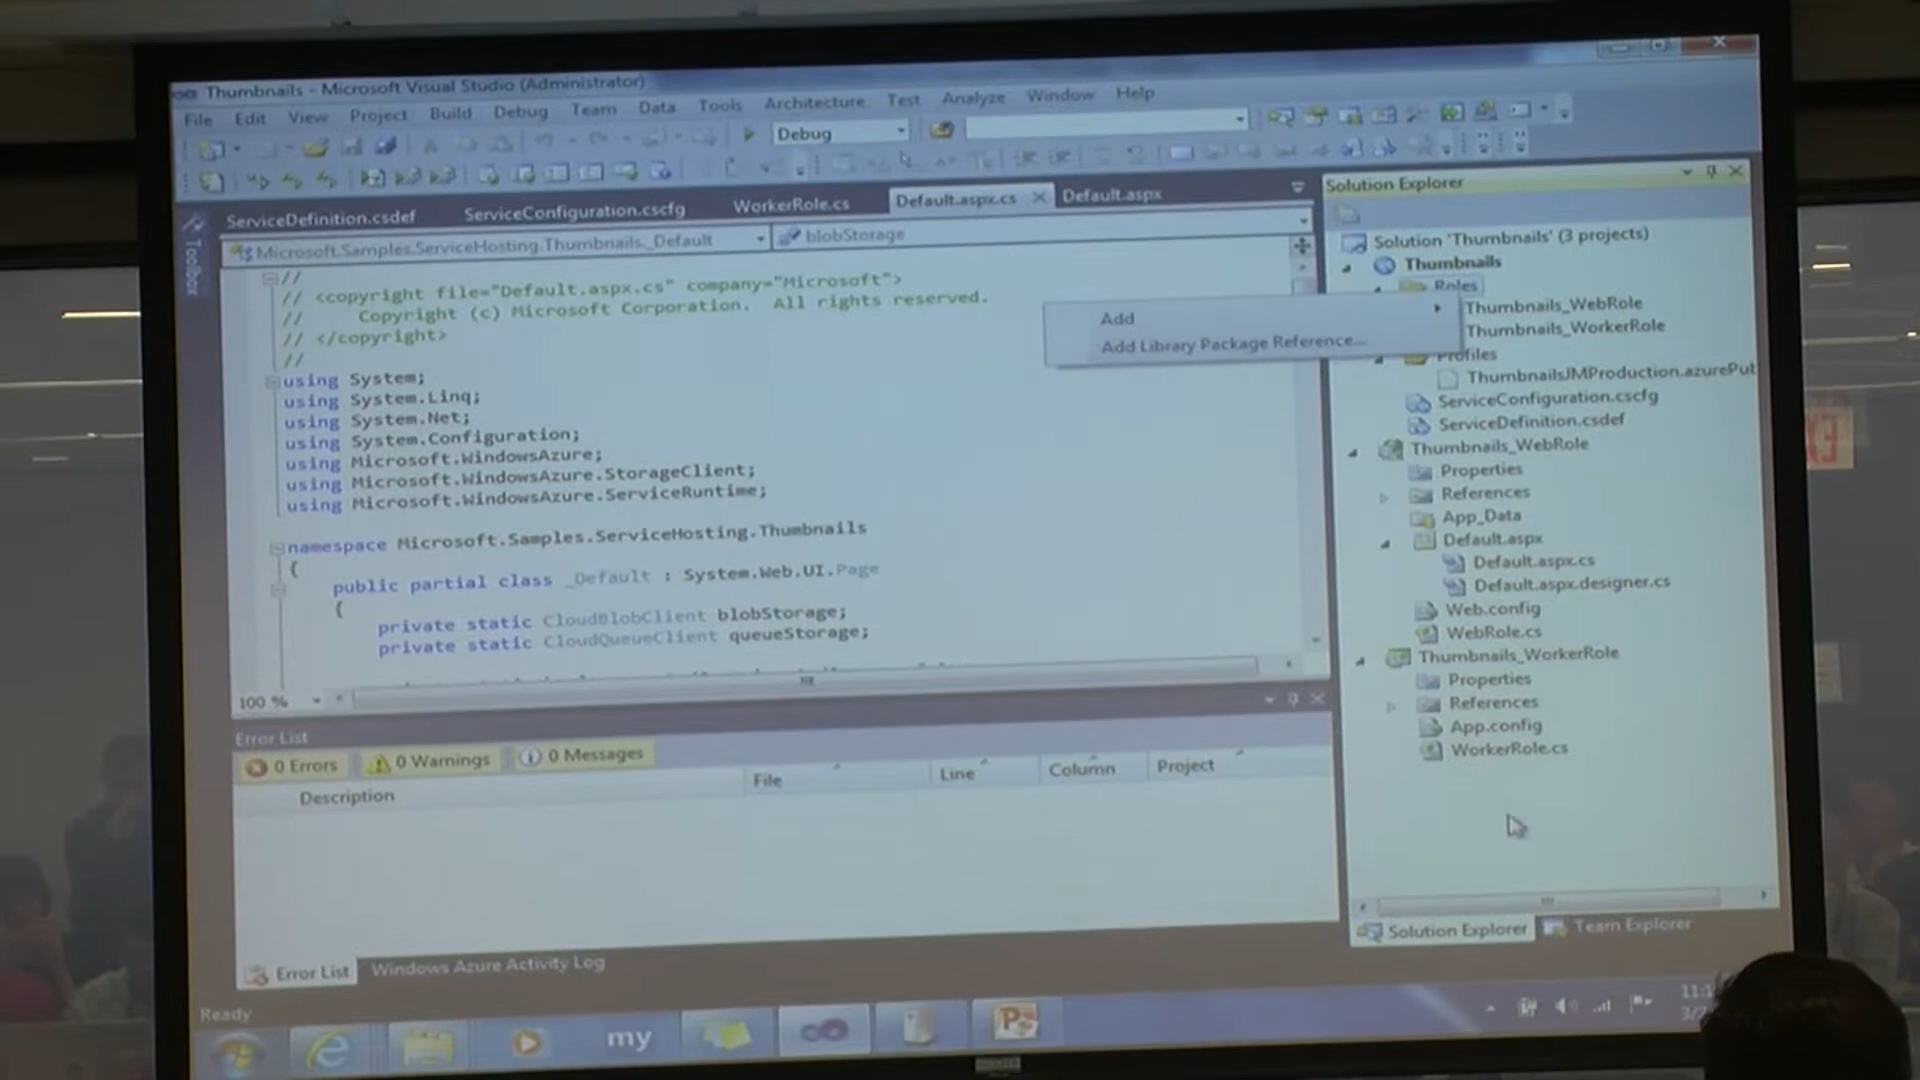 Thumbnails - Microsoft Visual Studio (Administrator)
File Edit View Project Build Debug Team Data Tools Architecture Test Analyze Window Help
Debug
ServiceDefinition.csdef ServiceConfiguration.cscfg WorkerRole.cs Default.aspx.cs Default.aspx
Microsoft.Samples.ServiceHosting.Thumbnails._Default blobStorage
Toolbox
//
// <copyright file="Default.aspx.cs" company="Microsoft">
// Copyright (c) Microsoft Corporation. All rights reserved.
// </copyright>
//
using System;
using System.Linq;
using System.Net;
using System.Configuration;
using Microsoft.WindowsAzure;
using Microsoft.WindowsAzure.StorageClient;
using Microsoft.WindowsAzure.ServiceRuntime;
namespace Microsoft.Samples.ServiceHosting.Thumbnails
{
public partial class _Default : System.Web.UI.Page
{
private static CloudBlobClient blobStorage;
private static CloudQueueClient queueStorage;
100 %
Add
Add Library Package Reference...
Solution Explorer
Solution 'Thumbnails' (3 projects)
Thumbnails
Roles
Thumbnails_WebRole
Thumbnails_WorkerRole
Profiles
ThumbnailsJMProduction.azurePub
ServiceConfiguration.cscfg
ServiceDefinition.csdef
Thumbnails_WebRole
Properties
References
App_Data
Default.aspx
Default.aspx.cs
Default.aspx.designer.cs
Web.config
WebRole.cs
Thumbnails_WorkerRole
Properties
References
App.config
WorkerRole.cs
Solution Explorer Team Explorer
Error List
0 Errors 0 Warnings 0 Messages
Description File Line Column Project
Error List Windows Azure Activity Log
Ready
my
11:1
3/2